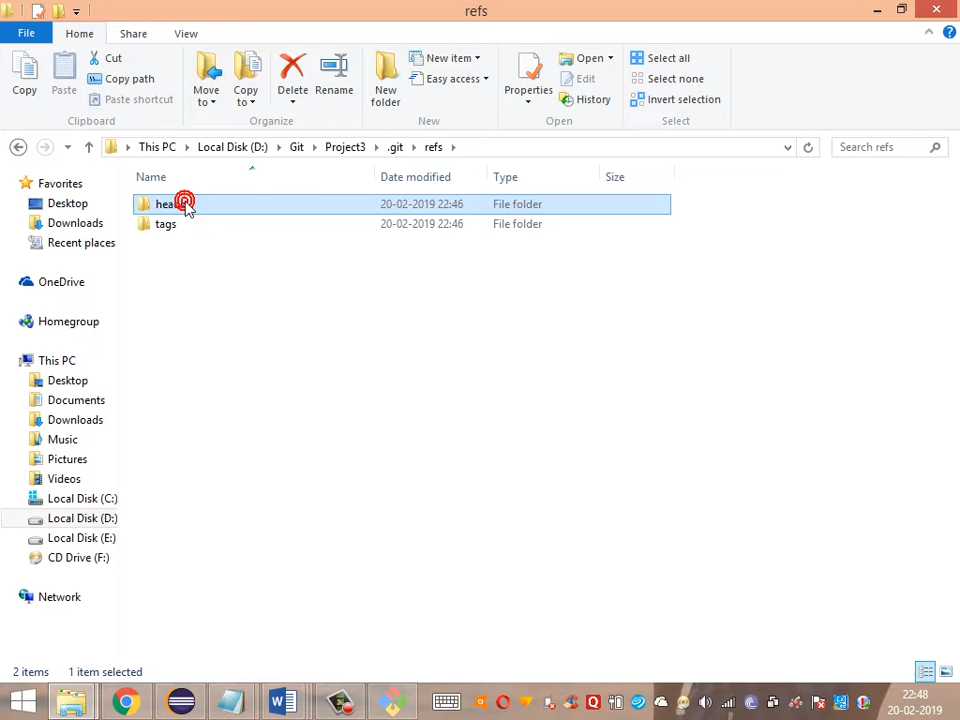 refs
File Home Share View
Copy
Paste
Cut
Copy path
Paste shortcut
Clipboard
Move to
Copy to
Delete
Rename
Organize
New folder
New item
Easy access
New
Properties
Open
Edit
History
Open
Select all
Select none
Invert selection
Select
This PC Local Disk (D:) Git Project3 .git refs
Search refs
Name Date modified Type Size
20-02-2019 22:46 File folder
tags 20-02-2019 22:46 File folder
Favorites
Desktop
Downloads
Recent places
OneDrive
Homegroup
This PC
Desktop
Documents
Downloads
Music
Pictures
Videos
Local Disk (C:)
Local Disk (D:)
Local Disk (E:)
CD Drive (F:)
Network
2 items 1 item selected
22:48
20-02-2019